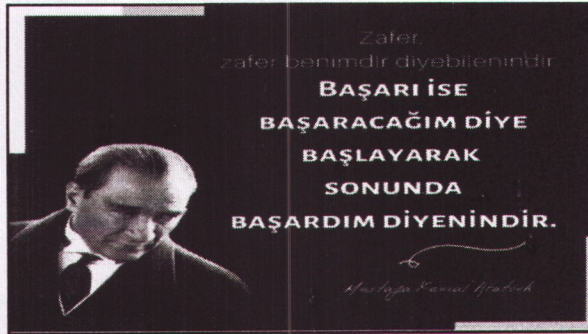 Zafer,
zafer benimdir diyebilenindir
BAŞARI İSE
BAŞARACAĞIM DİYE
BAŞLAYARAK
SONUNDA
BAŞARDIM DİYENİNDİR.
Mustafa Kemal Atatürk